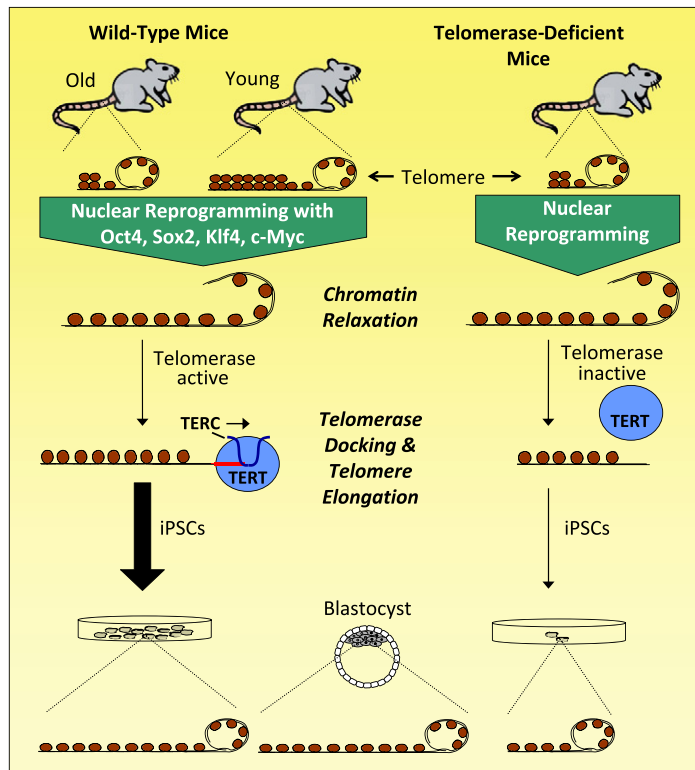 Wild-Type Mice
Telomerase-Deficient
Mice
Old
Young
Telomere
Nuclear Reprogramming with
Oct4, Sox2, Klf4, c-Myc
Nuclear
Reprogramming
Chromatin
Relaxation
Telomerase
active
Telomerase
inactive
TERC
TERT
Telomerase
Docking &
Telomere
Elongation
TERT
iPSCs
iPSCs
Blastocyst